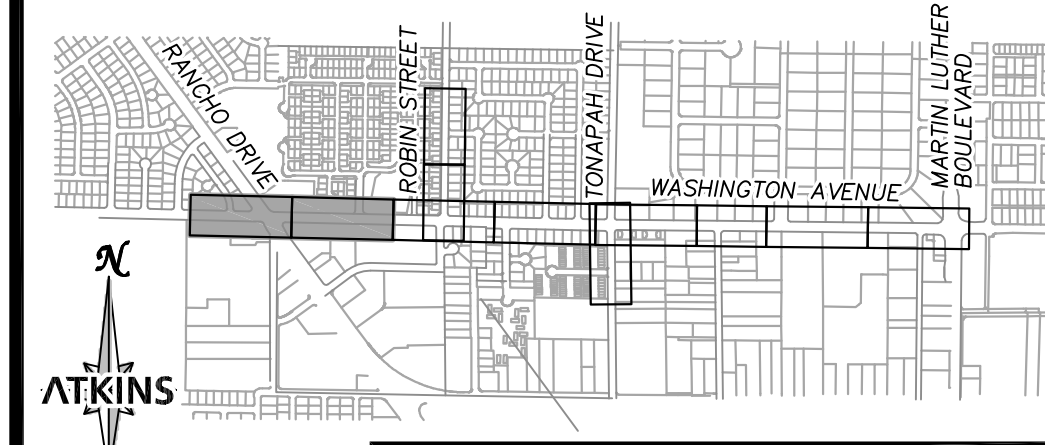 RANCHO DRIVE
ROBIN STREET
TONAPAH DRIVE
WASHINGTON AVENUE
MARTIN LUTHER
BOULEVARD
N
ATKINS